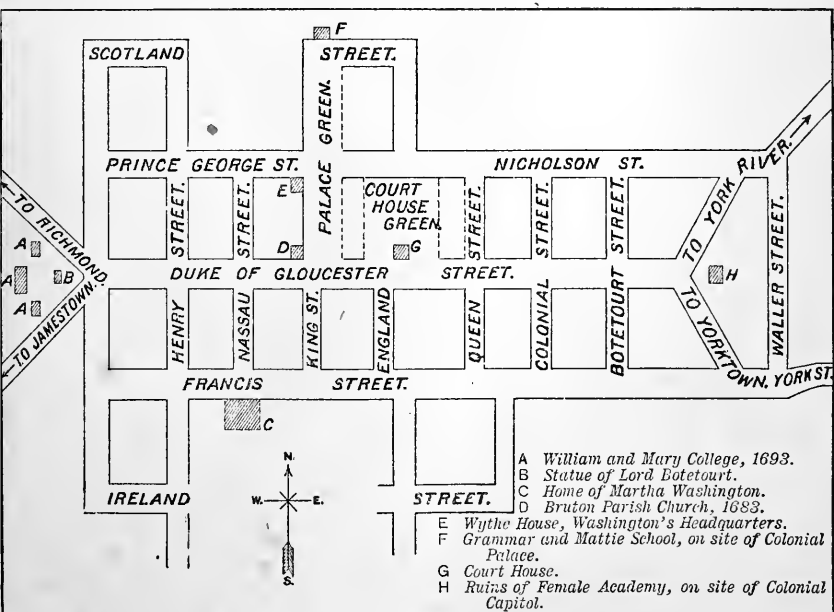 F
SCOTLAND STREET.
PALACE GREEN.
PRINCE GEORGE ST. NICHOLSON ST.
TO YORK RIVER.
TO RICHMOND.
HENRY STREET.
NASSAU STREET.
E
PALACE
COURT
HOUSE
GREEN.
QUEEN STREET.
COLONIAL STREET.
BOTETOURT STREET.
WALLER STREET.
A
A
A
B
D
G
H
DUKE OF GLOUCESTER STREET.
TO JAMESTOWN.
KING ST.
ENGLAND
TO YORKTOWN. YORK ST.
FRANCIS STREET.
C
N.
W. E.
S.
IRELAND STREET.
A William and Mary College, 1693.
B Statue of Lord Botetourt.
C Home of Martha Washington.
D Bruton Parish Church, 1683.
E Wythe House, Washington's Headquarters.
F Grammar and Mattie School, on site of Colonial
Palace.
G Court House.
H Ruins of Female Academy, on site of Colonial
Capitol.